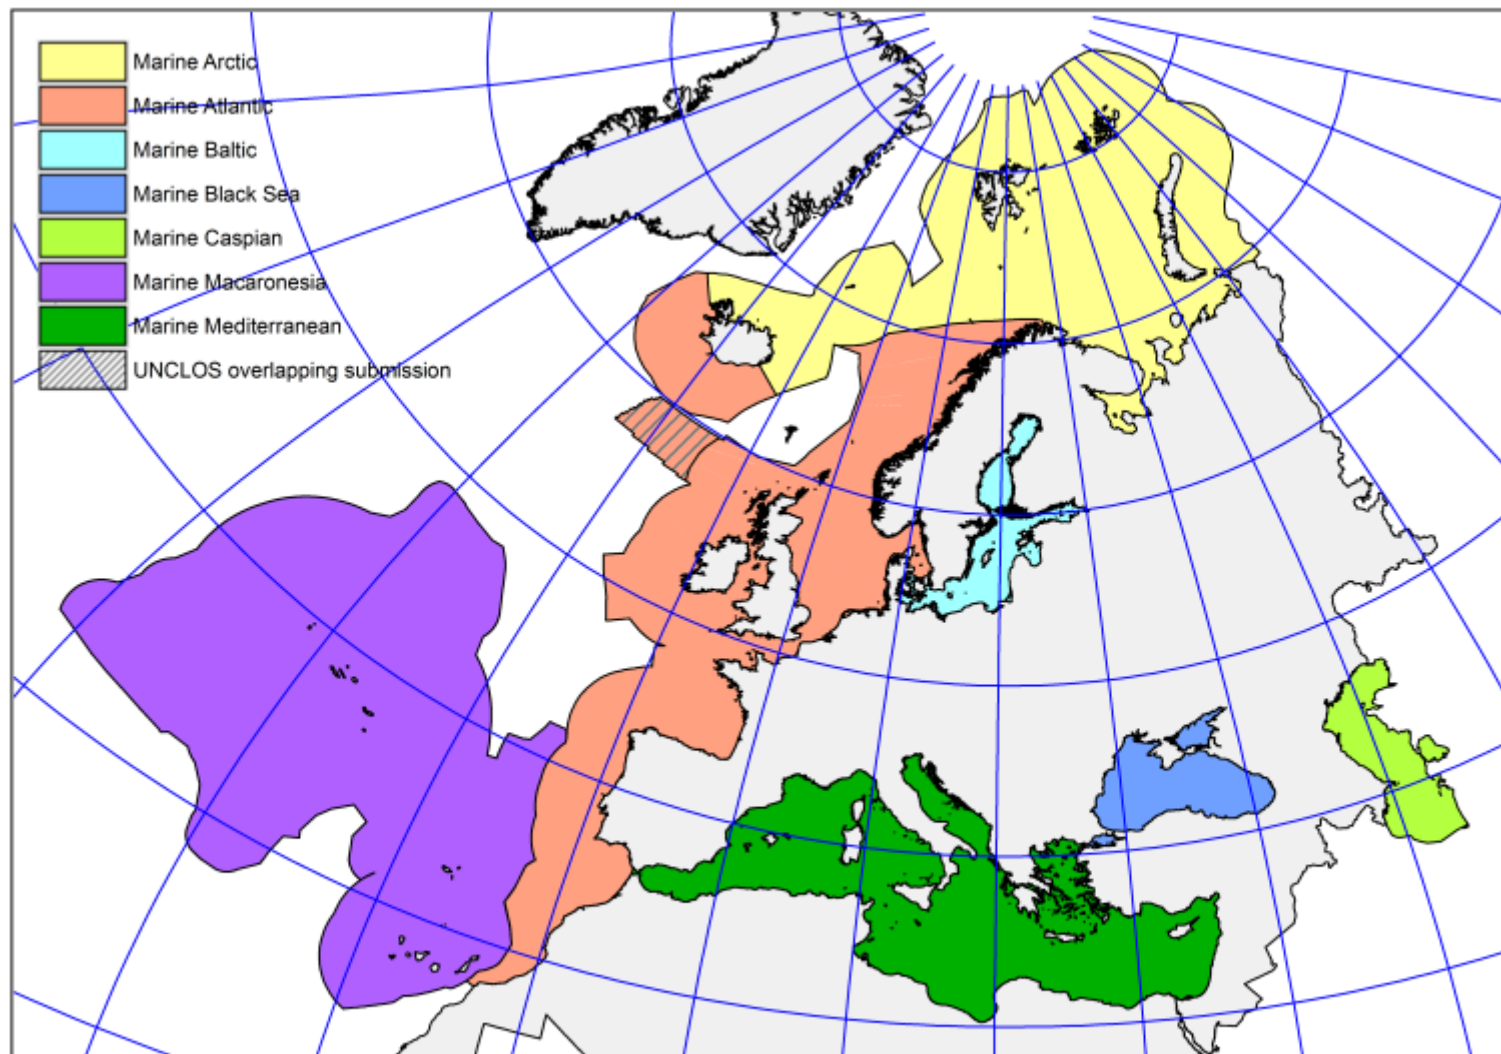 Marine Arctic
Marine Atlantic
Marine Baltic
Marine Black Sea
Marine Caspian
Marine Macaronesia
Marine Mediterranean
UNCLOS overlapping submission